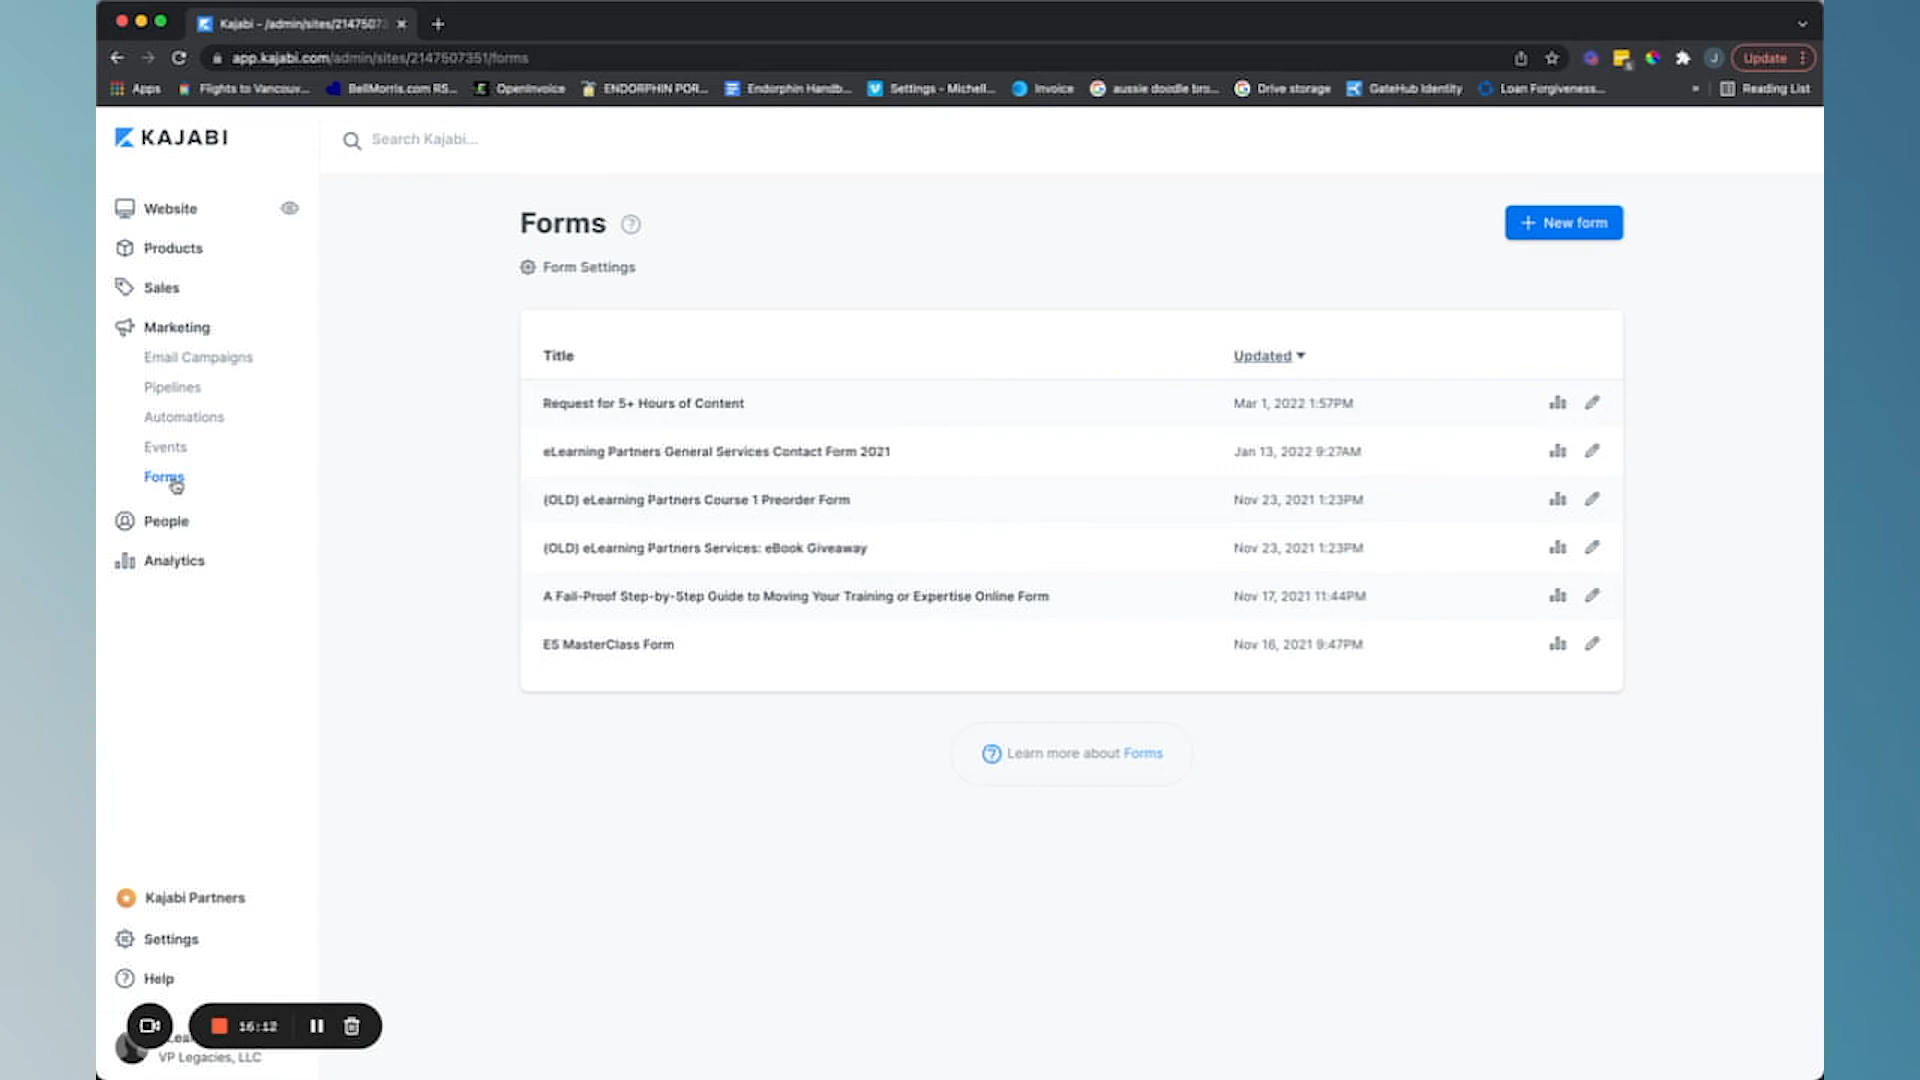 Kajabi - /admin/sites/2147507
app.kajabi.com/admin/sites/2147507351/forms
Update
Apps
Flights to Vancouv...
BellMorris.com RS...
OpenInvoice
ENDORPHIN POR...
Endorphin Handb...
Settings - Michell...
Invoice
aussie doodle bro...
Drive storage
GateHub Identity
Loan Forgiveness...
»
Reading List
KAJABI
Search Kajabi...
Website
Products
Sales
Marketing
Email Campaigns
Pipelines
Automations
Events
Forms
People
Analytics
Forms
+ New form
Form Settings
Title
Updated
Request for 5+ Hours of Content
Mar 1, 2022 1:57PM
eLearning Partners General Services Contact Form 2021
Jan 13, 2022 9:27AM
(OLD) eLearning Partners Course 1 Preorder Form
Nov 23, 2021 1:23PM
(OLD) eLearning Partners Services: eBook Giveaway
Nov 23, 2021 1:23PM
A Fail-Proof Step-by-Step Guide to Moving Your Training or Expertise Online Form
Nov 17, 2021 11:44PM
E5 MasterClass Form
Nov 16, 2021 9:47PM
Learn more about Forms
Kajabi Partners
Settings
Help
16:12
VP Legacies, LLC